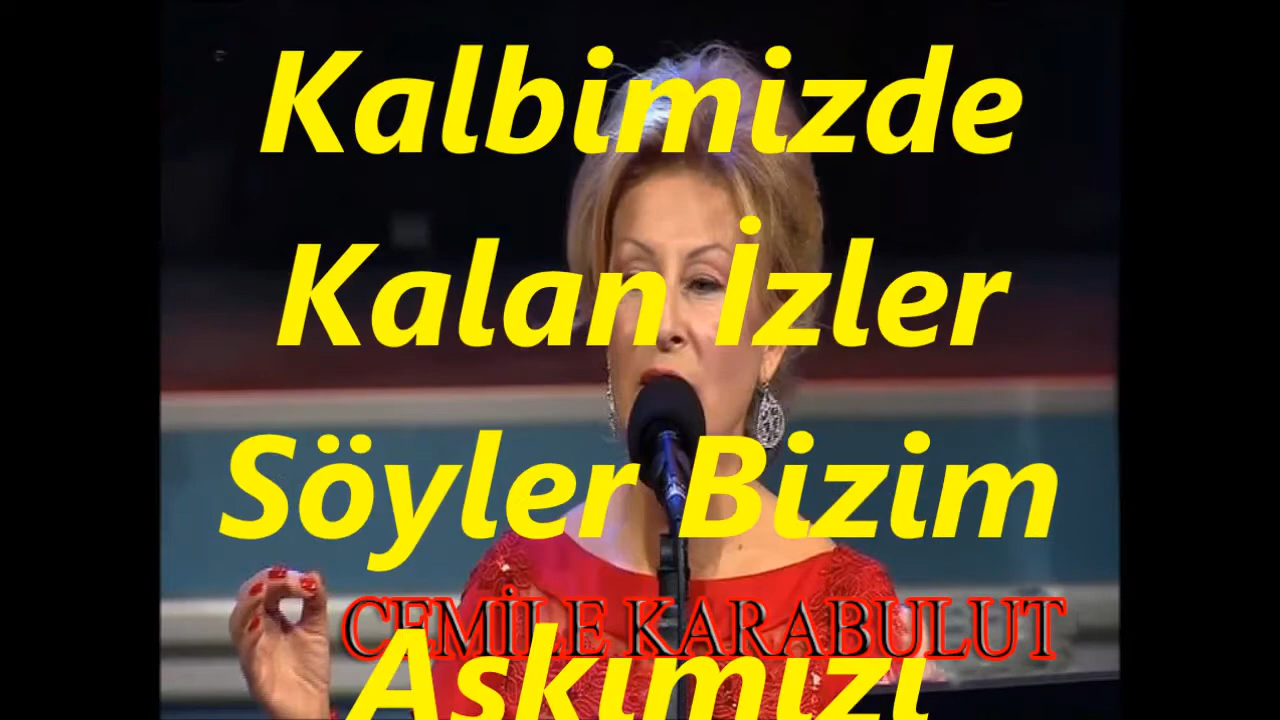 Kalbimizde
Kalan İzler
Söyler Bizim
CEMİLE KARABULUT
Aşkımızı